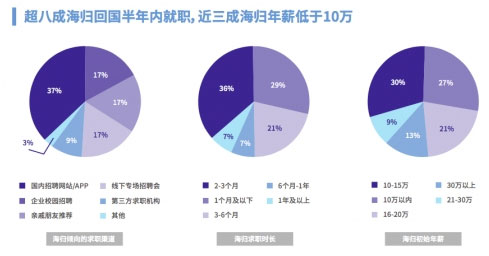 超八成海归回国半年内就职, 近三成海归年薪低于10万
37%
17%
17%
17%
9%
3%
36%
29%
21%
7%
7%
30%
27%
21%
13%
9%
国内招聘网站/APP
线下专场招聘会
企业校园招聘
第三方求职机构
亲戚朋友推荐
其他
海归倾向的求职渠道
2-3个月
6个月-1年
1个月及以下
1年及以上
3-6个月
海归求职时长
10-15万
30万以上
10万以内
21-30万
16-20万
海归初始年薪